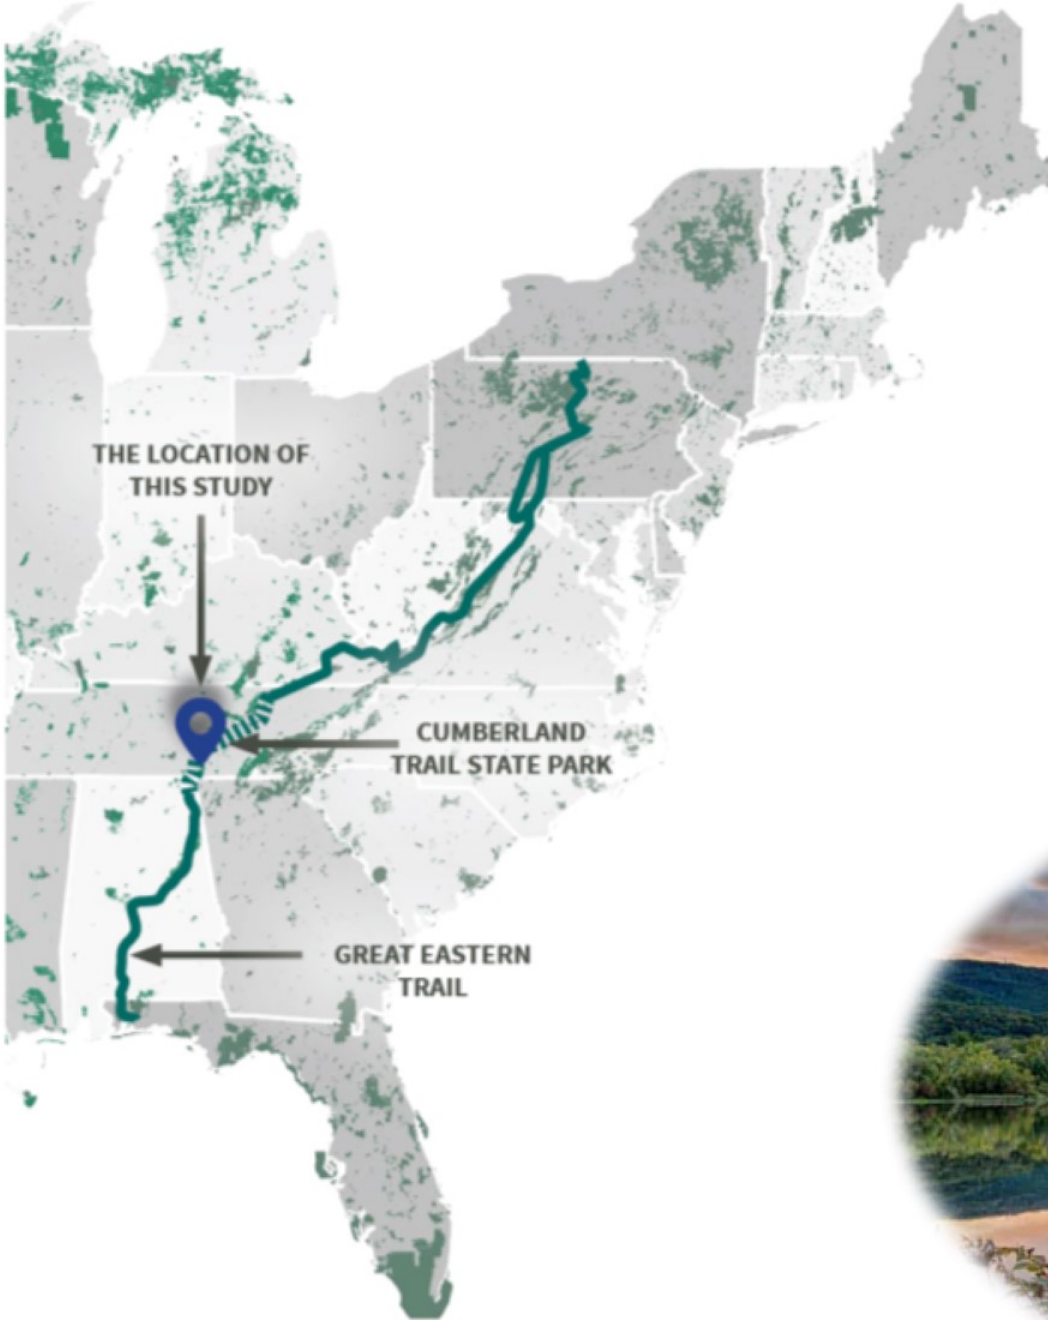 THE LOCATION OF
THIS STUDY
CUMBERLAND
TRAIL STATE PARK
GREAT EASTERN
TRAIL